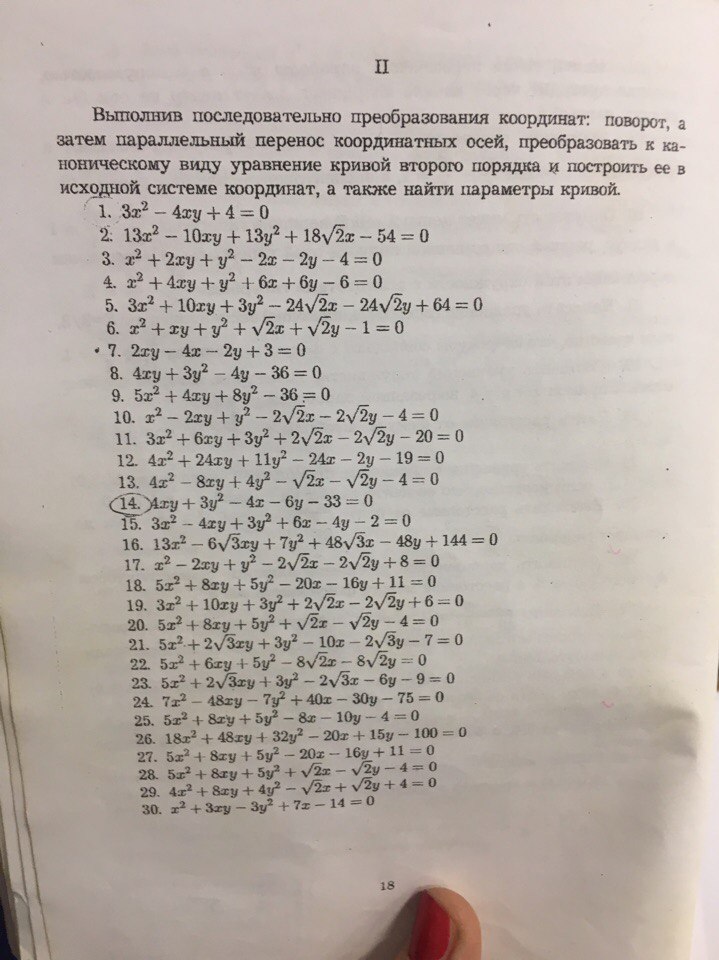 II
Выполнив последовательно преобразования координат: поворот, а
затем параллельный перенос координатных осей, преобразовать к ка-
ноническому виду уравнение кривой второго порядка и построить ее в
исходной системе координат, а также найти параметры кривой.
1. 3x² − 4xy + 4 = 0
2. 13x² − 10xy + 13y² + 18√2x − 54 = 0
3. x² + 2xy + y² − 2x − 2y − 4 = 0
4. x² + 4xy + y² + 6x + 6y − 6 = 0
5. 3x² + 10xy + 3y² − 24√2x − 24√2y + 64 = 0
6. x² + xy + y² + √2x + √2y − 1 = 0
7. 2xy − 4x − 2y + 3 = 0
8. 4xy + 3y² − 4y − 36 = 0
9. 5x² + 4xy + 8y² − 36 = 0
10. x² − 2xy + y² − 2√2x − 2√2y − 4 = 0
11. 3x² + 6xy + 3y² + 2√2x − 2√2y − 20 = 0
12. 4x² + 24xy + 11y² − 24x − 2y − 19 = 0
13. 4x² − 8xy + 4y² − √2x − √2y − 4 = 0
14. 4xy + 3y² − 4x − 6y − 33 = 0
15. 3x² − 4xy + 3y² + 6x − 4y − 2 = 0
16. 13x² − 6√3xy + 7y² + 48√3x − 48y + 144 = 0
17. x² − 2xy + y² − 2√2x − 2√2y + 8 = 0
18. 5x² + 8xy + 5y² − 20x − 16y + 11 = 0
19. 3x² + 10xy + 3y² + 2√2x − 2√2y + 6 = 0
20. 5x² + 8xy + 5y² + √2x − √2y − 4 = 0
21. 5x² + 2√3xy + 3y² − 10x − 2√3y − 7 = 0
22. 5x² + 6xy + 5y² − 8√2x − 8√2y = 0
23. 5x² + 2√3xy + 3y² − 2√3x − 6y − 9 = 0
24. 7x² − 48xy − 7y² + 40x − 30y − 75 = 0
25. 5x² + 8xy + 5y² − 8x − 10y − 4 = 0
26. 18x² + 48xy + 32y² − 20x + 15y − 100 = 0
27. 5x² + 8xy + 5y² − 20x − 16y + 11 = 0
28. 5x² + 8xy + 5y² + √2x − √2y − 4 = 0
29. 4x² + 8xy + 4y² − √2x + √2y + 4 = 0
30. x² + 3xy − 3y² + 7x − 14 = 0
18